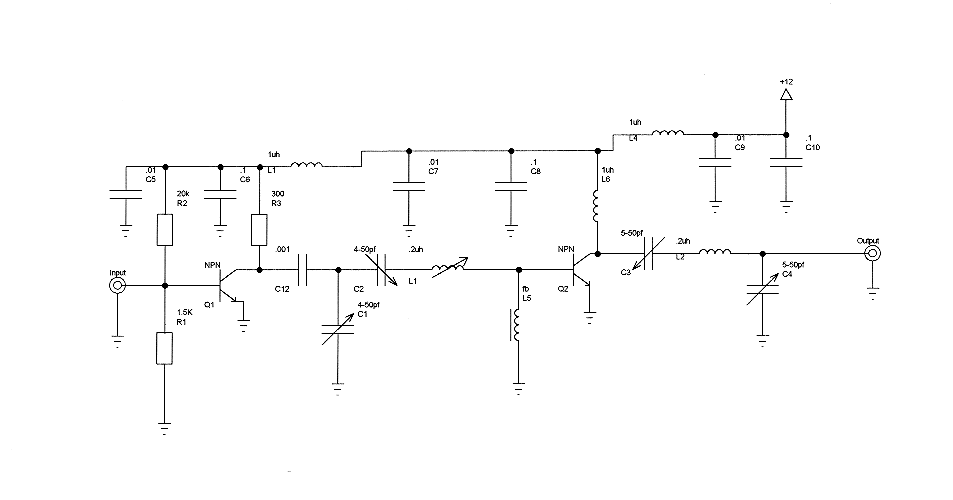 +12
1uh
L4
.01
C9
.1
C10
1uh
L1
.01
C5
.1
C6
.01
C7
.1
C8
1uh
L6
20k
R2
300
R3
5-50pf
C3
.2uh
L2
Output
.001
C12
4-50pf
C2
.2uh
L1
NPN
Q1
NPN
Q2
5-50pf
C4
Input
fb
L5
4-50pf
C1
1.5K
R1